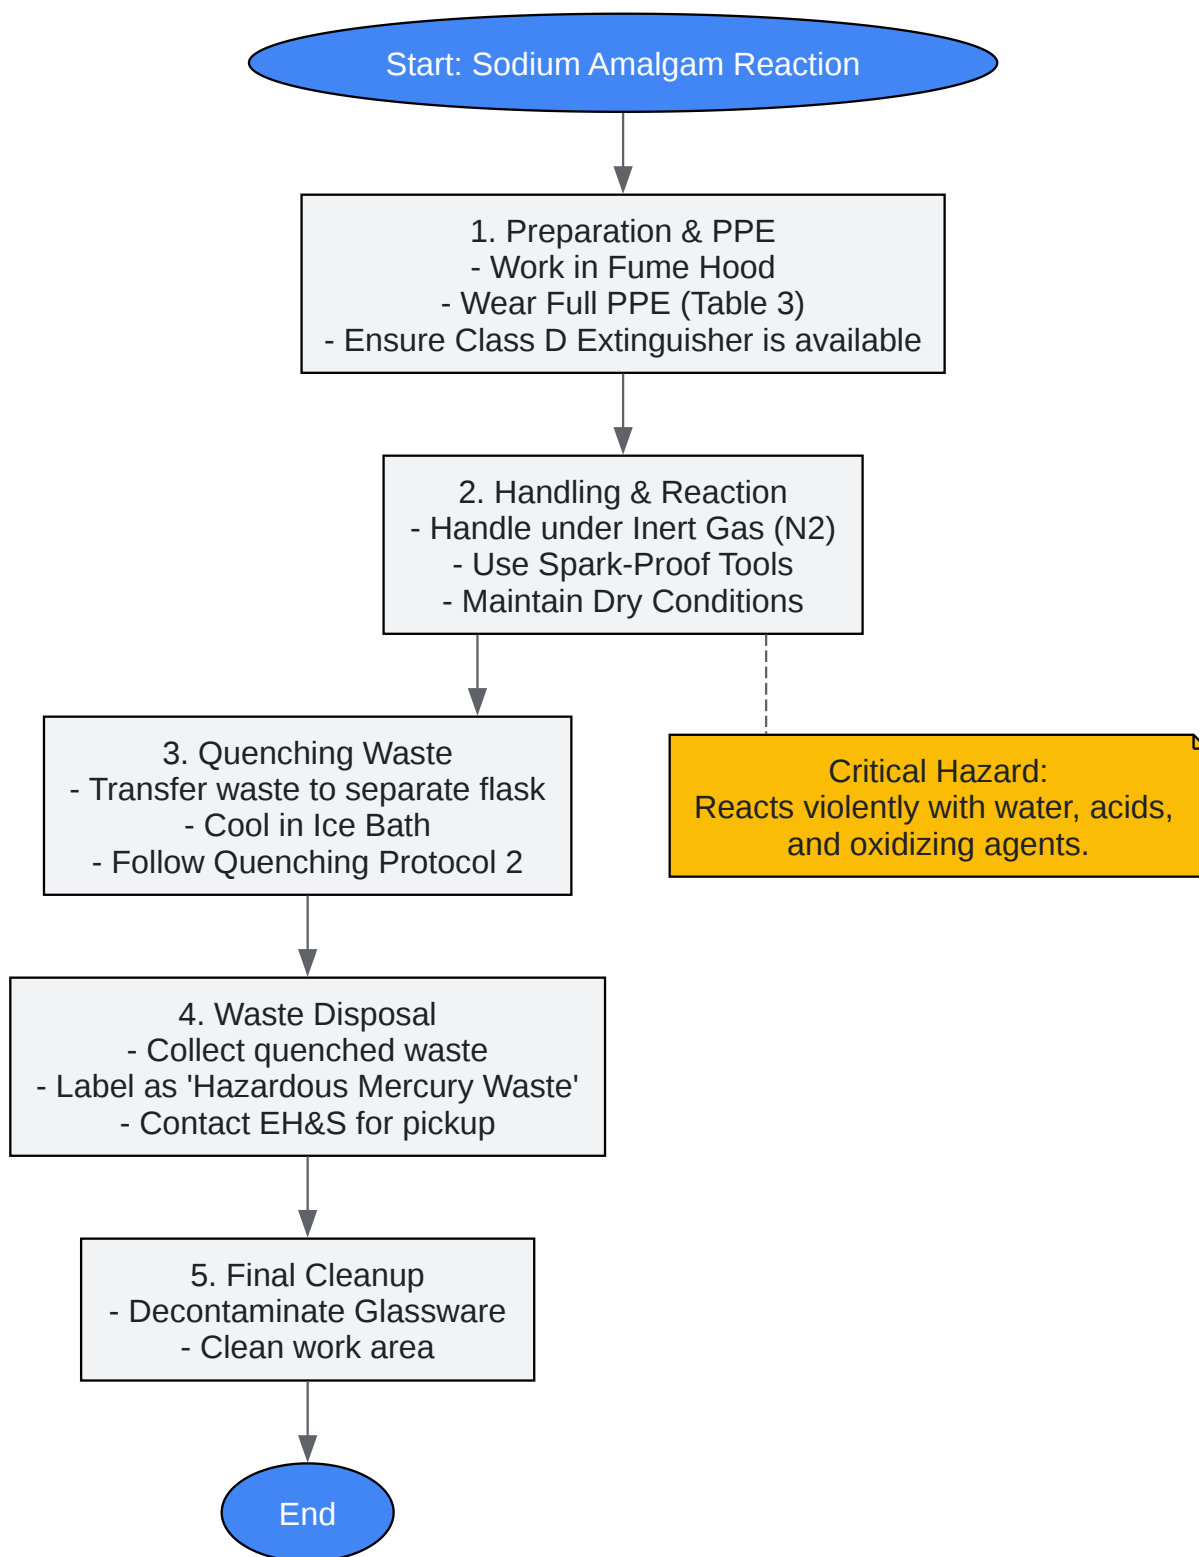 Start: Sodium Amalgam Reaction
1. Preparation & PPE
- Work in Fume Hood
- Wear Full PPE (Table 3)
- Ensure Class D Extinguisher is available
2. Handling & Reaction
- Handle under Inert Gas (N2)
- Use Spark-Proof Tools
- Maintain Dry Conditions
3. Quenching Waste
- Transfer waste to separate flask
- Cool in Ice Bath
- Follow Quenching Protocol 2
Critical Hazard:
Reacts violently with water, acids,
and oxidizing agents.
4. Waste Disposal
- Collect quenched waste
- Label as 'Hazardous Mercury Waste'
- Contact EH&S for pickup
5. Final Cleanup
- Decontaminate Glassware
- Clean work area
End